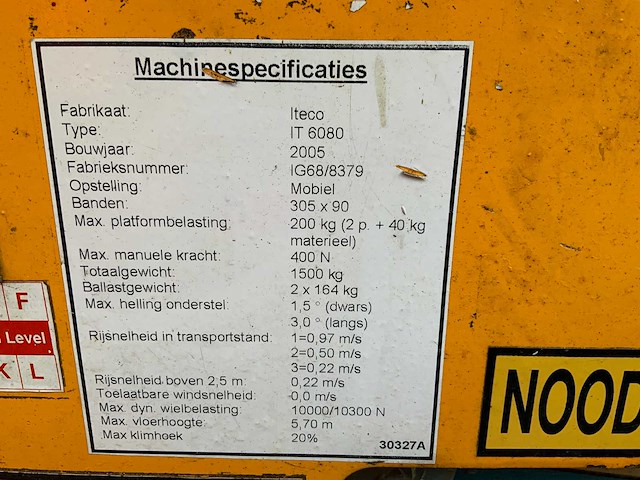 Machinespecificaties
Fabrikaat: Iteco
Type: IT 6080
Bouwjaar: 2005
Fabrieksnummer: IG68/8379
Opstelling: Mobiel
Banden: 305 x 90
Max. platformbelasting: 200 kg (2 p. + 40 kg
materieel)
Max. manuele kracht: 400 N
Totaalgewicht: 1500 kg
Ballastgewicht: 2 x 164 kg
Max. helling onderstel: 1,5 ° (dwars)
3,0 ° (langs)
Rijsnelheid in transportstand: 1=0,97 m/s
2=0,50 m/s
3=0,22 m/s
Rijsnelheid boven 2,5 m: 0,22 m/s
Toelaatbare windsnelheid: 0,0 m/s
Max. dyn. wielbelasting: 10000/10300 N
Max. vloerhoogte: 5,70 m
Max klimhoek 20%
30327A
F
Level
K L
NOOD